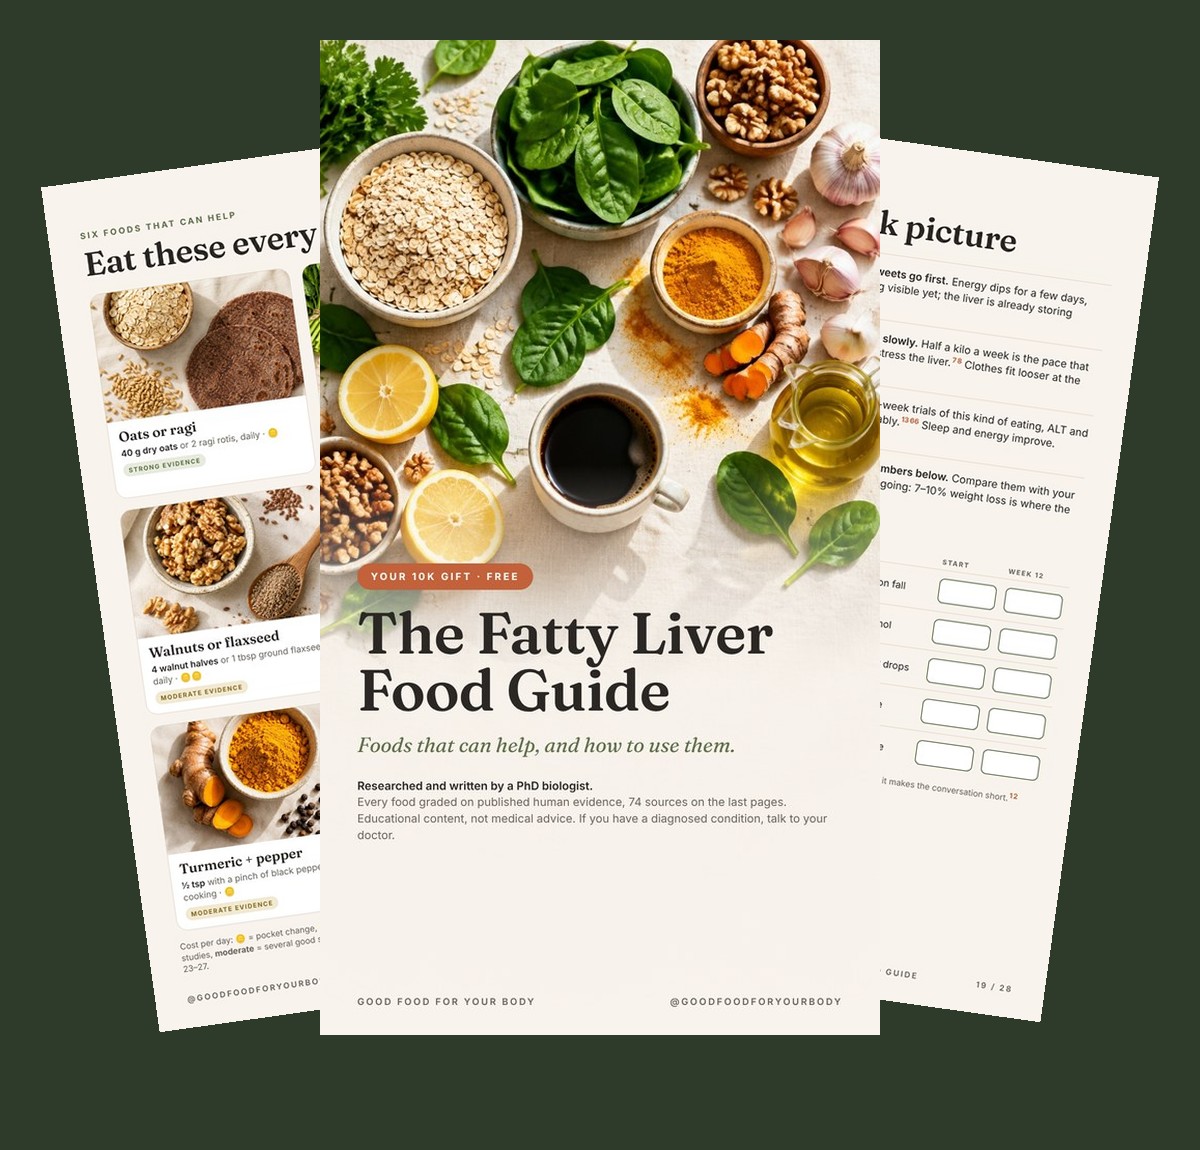 SIX FOODS THAT CAN HELP
Eat these every
Oats or ragi
40 g dry oats or 2 ragi rotis, daily ·
STRONG EVIDENCE
Walnuts or flaxseed
4 walnut halves or 1 tbsp ground
daily ·
MODERATE EVIDENCE
Turmeric + pepper
½ tsp with a pinch of black
cooking ·
MODERATE EVIDENCE
Cost per day: = pocket change,
studies, moderate = several good
23–27.
@GOODFOODFORYOURBO
YOUR 10K GIFT · FREE
The Fatty Liver
Food Guide
Foods that can help, and how to use them.
Researched and written by a PhD biologist.
Every food graded on published human evidence, 74 sources on the last pages.
Educational content, not medical advice. If you have a diagnosed condition, talk to your
doctor.
GOOD FOOD FOR YOUR BODY
@GOODFOODFORYOURBODY
k picture
go first. Energy dips for a few days,
visible yet; the liver is already storing
slowly. Half a kilo a week is the pace that
stress the liver. 78 Clothes fit looser at the
-week trials of this kind of eating, ALT and
1366 Sleep and energy improve.
below. Compare them with your
going: 7–10% weight loss is where the
START
WEEK 12
fall
drops
it makes the conversation short. 12
GUIDE
19 / 28